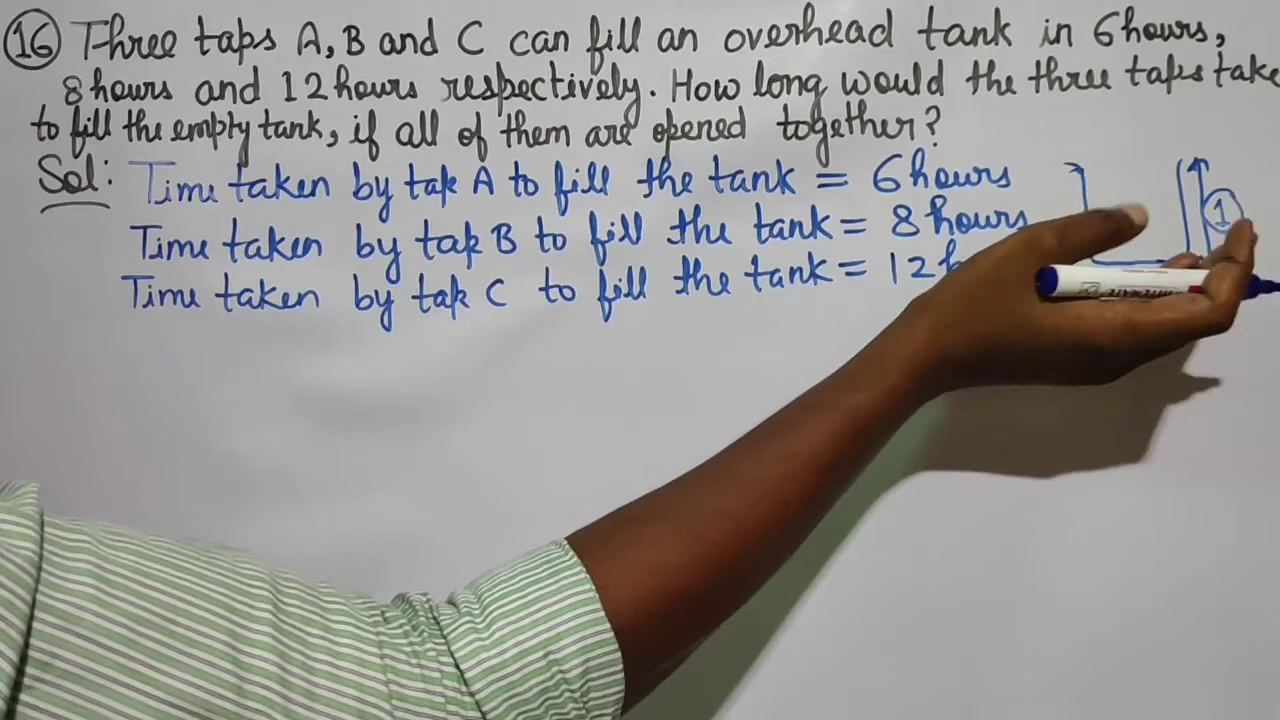 16 Three taps A, B and C can fill an overhead tank in 6 hours,
8 hours and 12 hours respectively. How long would the three taps take
to fill the empty tank, if all of them are opened together?
Sol: Time taken by tap A to fill the tank = 6 hours
Time taken by tap B to fill the tank = 8 hours
Time taken by tap C to fill the tank = 12 h
1